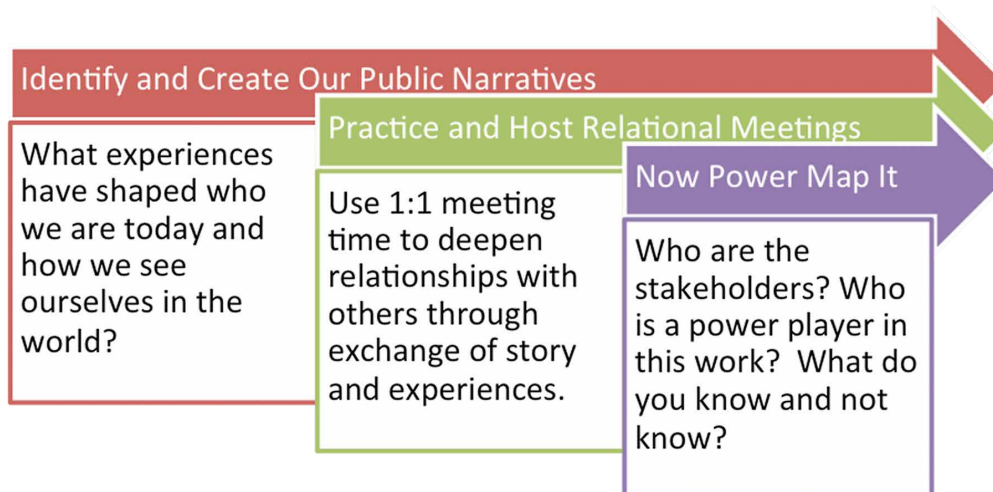 Identify and Create Our Public Narratives
What experiences
have shaped who
we are today and
how we see
ourselves in the
world?
Practice and Host Relational Meetings
Use 1:1 meeting
time to deepen
relationships with
others through
exchange of story
and experiences.
Now Power Map It
Who are the
stakeholders? Who
is a power player in
this work?  What do
you know and not
know?